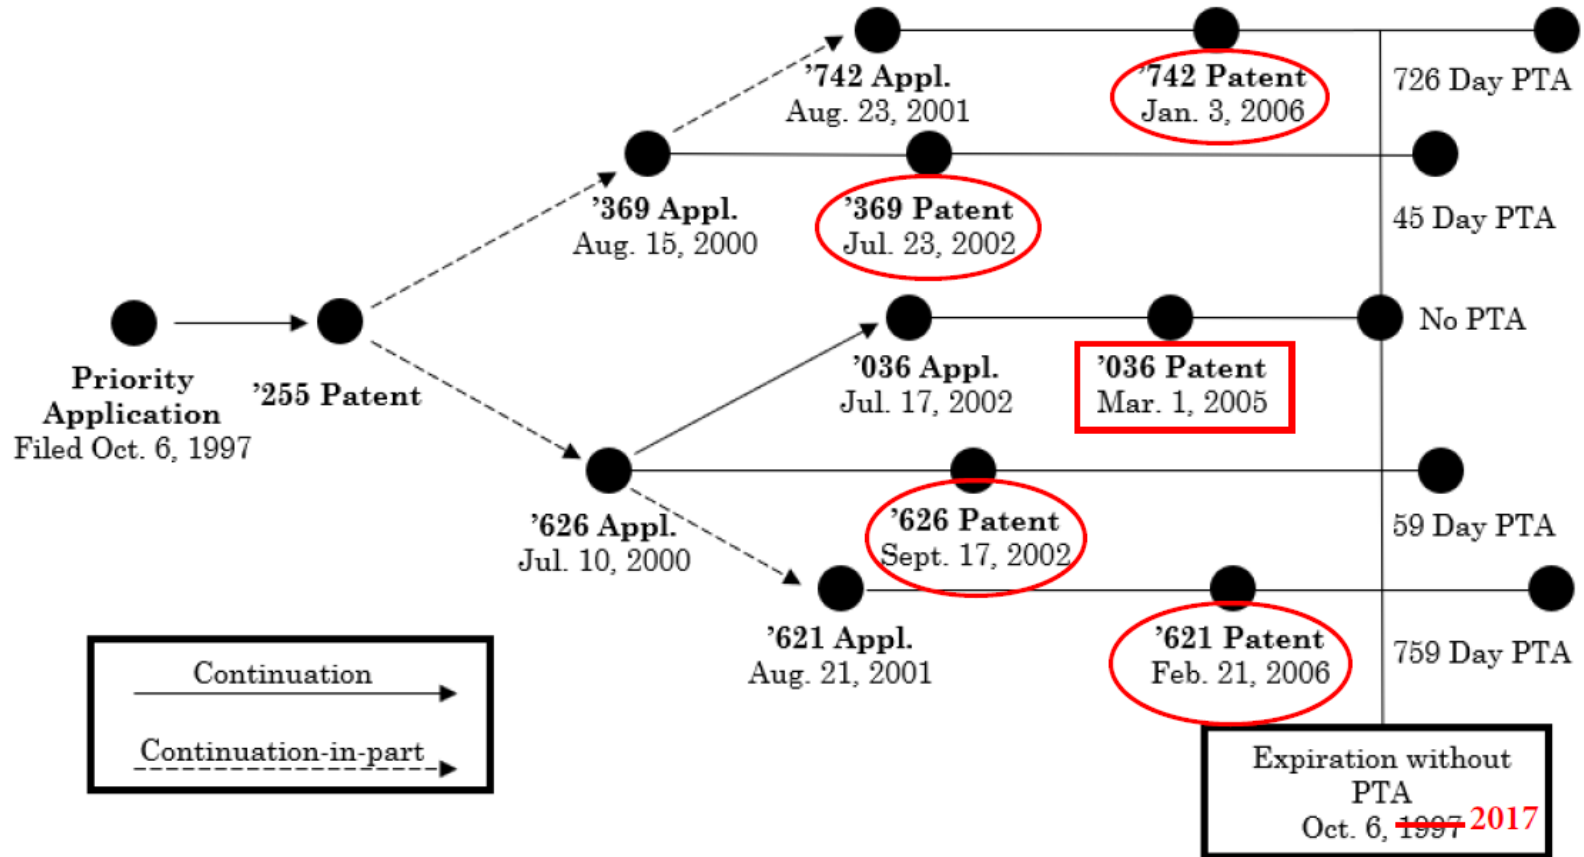 ’742 Appl.
Aug. 23, 2001
’742 Patent
Jan. 3, 2006
726 Day PTA
’369 Appl.
Aug. 15, 2000
’369 Patent
Jul. 23, 2002
45 Day PTA
Priority
Application
Filed Oct. 6, 1997
’255 Patent
’036 Appl.
Jul. 17, 2002
’036 Patent
Mar. 1, 2005
No PTA
’626 Appl.
Jul. 10, 2000
’626 Patent
Sept. 17, 2002
59 Day PTA
’621 Appl.
Aug. 21, 2001
’621 Patent
Feb. 21, 2006
759 Day PTA
Continuation
Continuation-in-part
Expiration without
PTA
Oct. 6, 1997 2017